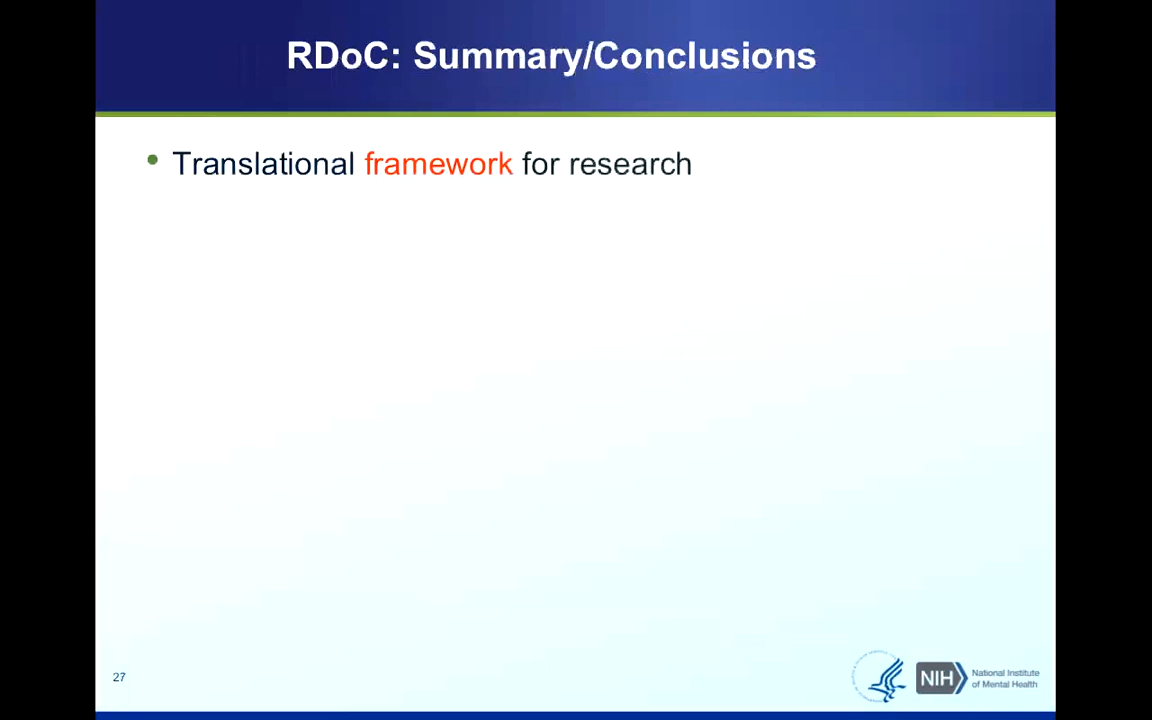 RDoC: Summary/Conclusions
• Translational framework for research
27
NIH
National Institute
of Mental Health